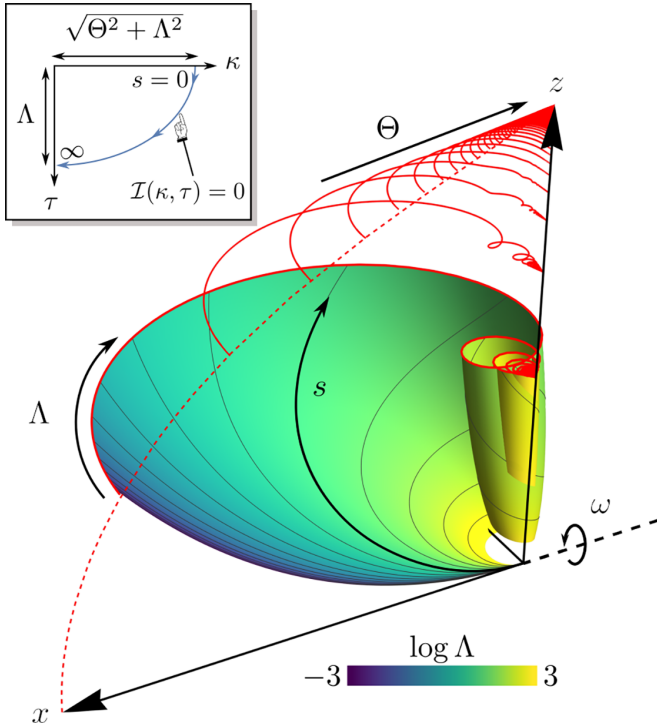 √Θ² + Λ²
s = 0
κ
Λ
∞
τ
I(κ, τ) = 0
z
Θ
Λ
s
ω
x
log Λ
−3 3